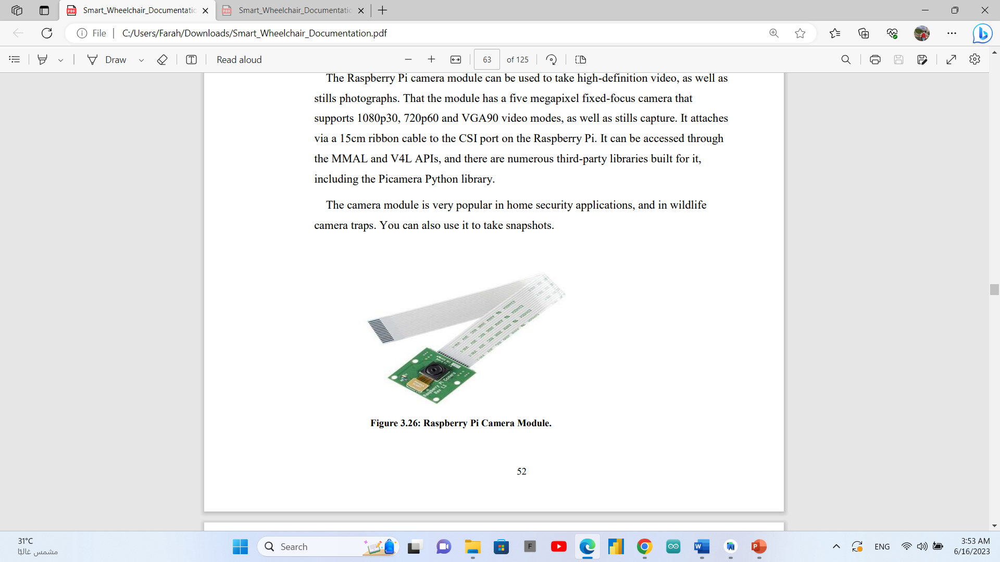 Smart_Wheelchair_Documentatic
Smart_Wheelchair_Documentatic
File
C:/Users/Farah/Downloads/Smart_Wheelchair_Documentation.pdf
Draw
Read aloud
63
of 125
The Raspberry Pi camera module can be used to take high-definition video, as well as
stills photographs. That the module has a five megapixel fixed-focus camera that
supports 1080p30, 720p60 and VGA90 video modes, as well as stills capture. It attaches
via a 15cm ribbon cable to the CSI port on the Raspberry Pi. It can be accessed through
the MMAL and V4L APIs, and there are numerous third-party libraries built for it,
including the Picamera Python library.
The camera module is very popular in home security applications, and in wildlife
camera traps. You can also use it to take snapshots.
Raspberry Pi Camera
Rev 1.3
Figure 3.26: Raspberry Pi Camera Module.
52
31°C
مشمس غالبًا
Search
ENG
3:53 AM
6/16/2023